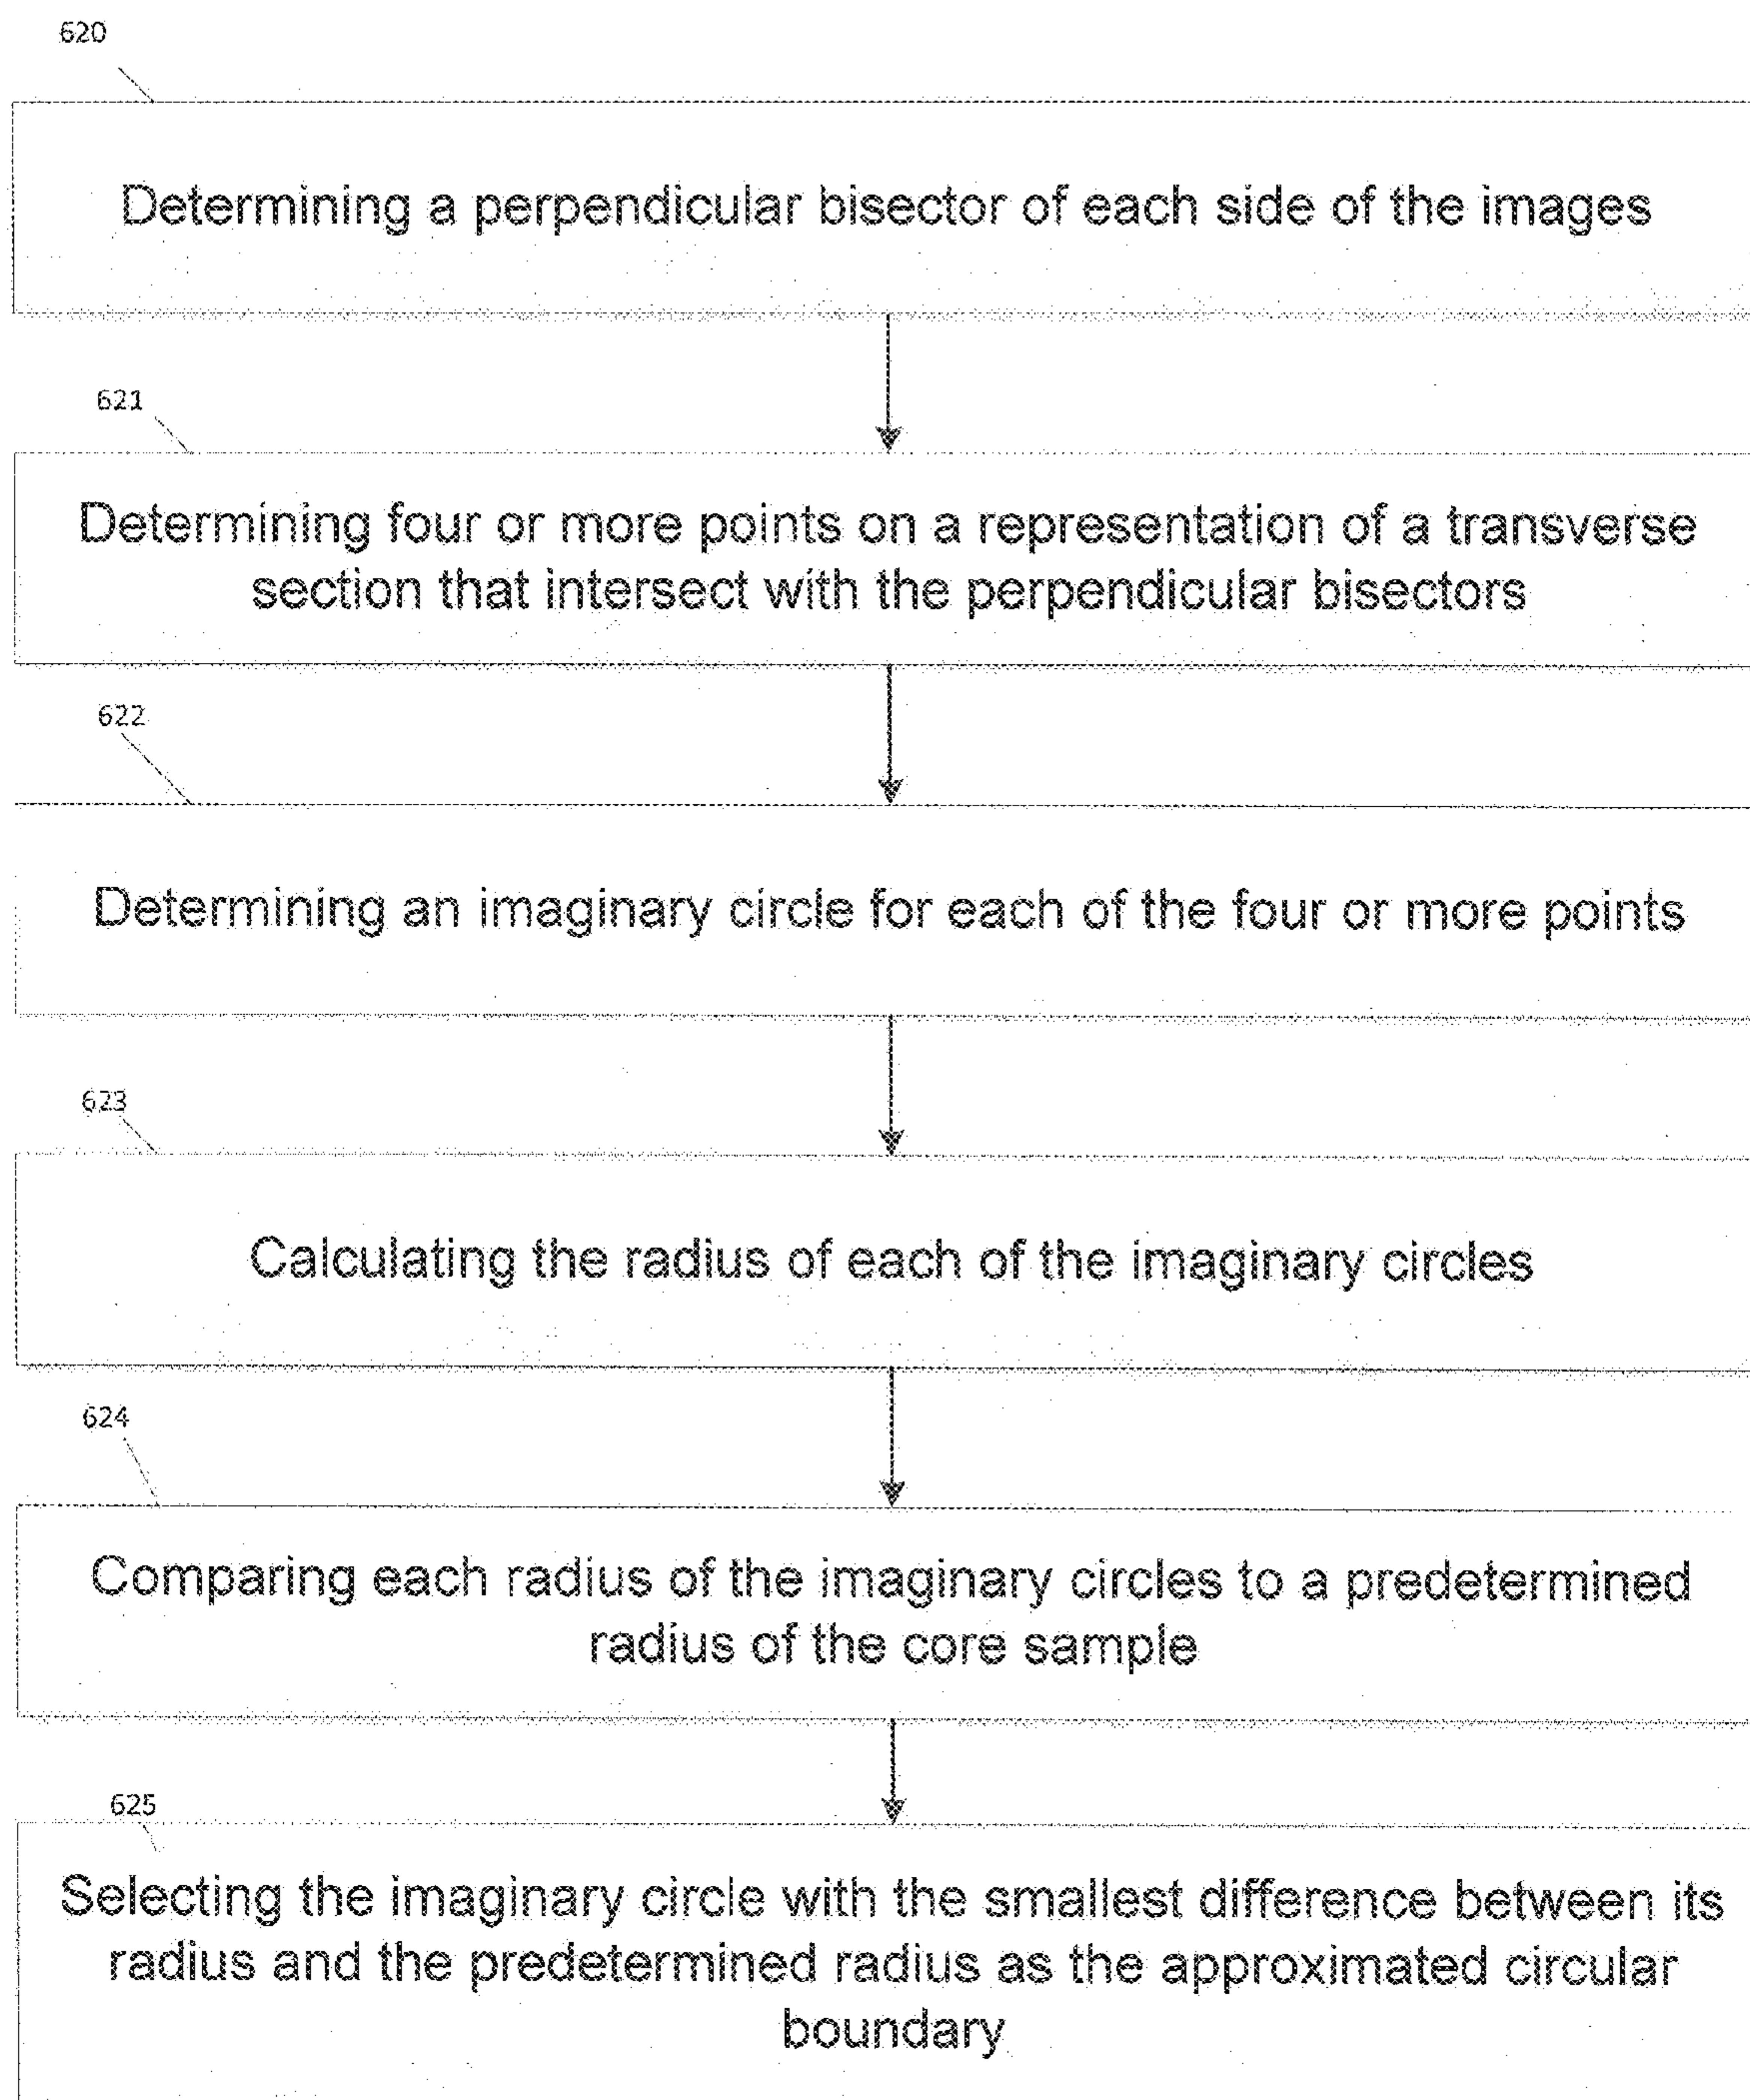 620
Determining a perpendicular bisector of each side of the images
621
Determining four or more points on a representation of a transverse
section that intersect with the perpendicular bisectors
622
Determining an imaginary circle for each of the four or more points
623
Calculating the radius of each of the imaginary circles
624
Comparing each radius of the imaginary circles to a predetermined
radius of the core sample
625
Selecting the imaginary circle with the smallest difference between its
radius and the predetermined radius as the approximated circular
boundary